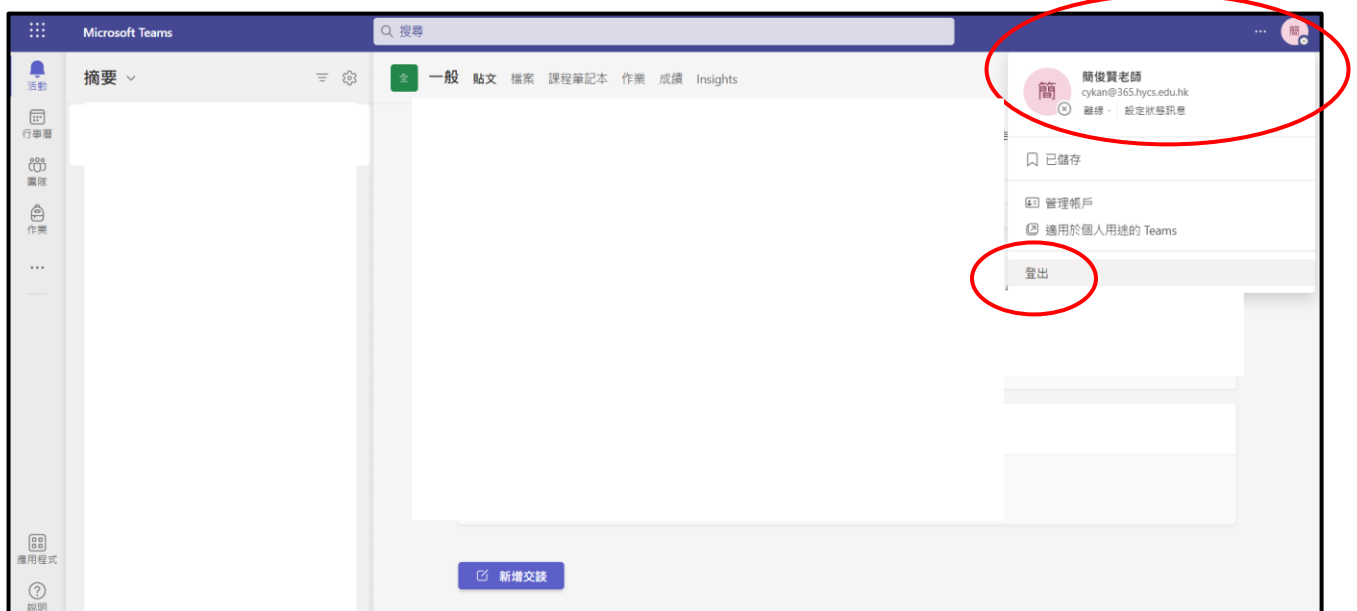 Microsoft Teams
搜尋
簡
活動
行事曆
團隊
作業
應用程式
說明
摘要
全 一般 貼文 檔案 課程筆記本 作業 成績 Insights
簡
簡俊賢老師
cykan@365.hycs.edu.hk
離線 設定狀態訊息
已儲存
管理帳戶
適用於個人用途的 Teams
登出
新增交談